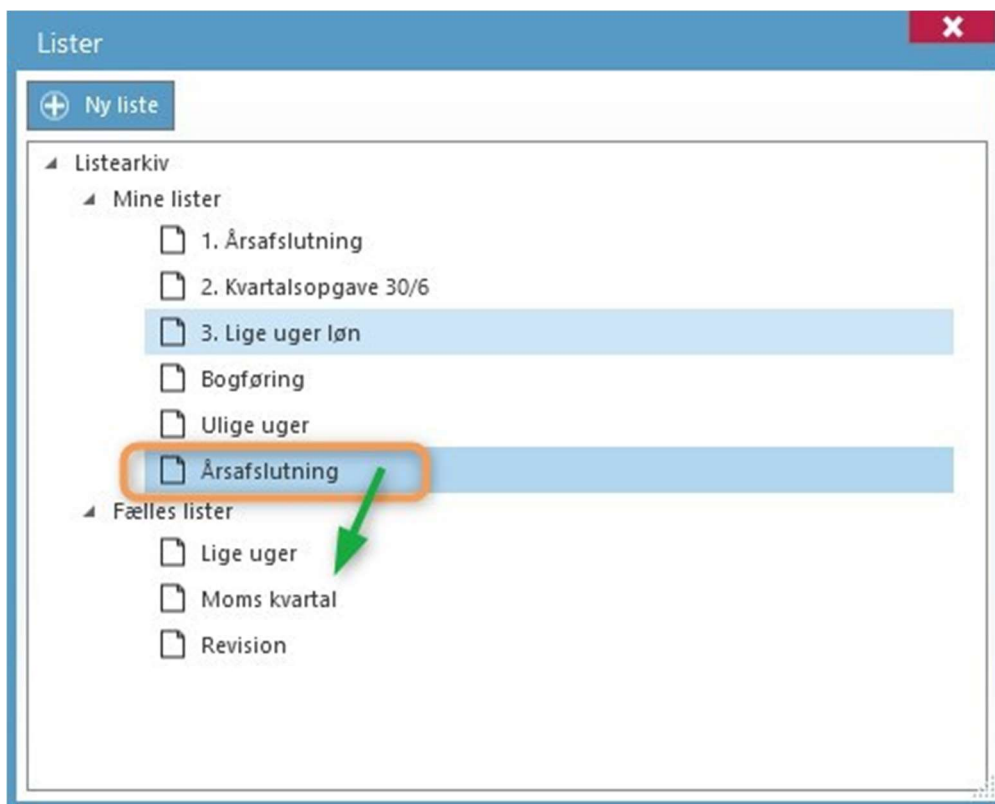 Lister
Ny liste
Listearkiv
Mine lister
1. Årsafslutning
2. Kvartalsopgave 30/6
3. Lige uger løn
Bogføring
Ulige uger
Årsafslutning
Fælles lister
Lige uger
Moms kvartal
Revision